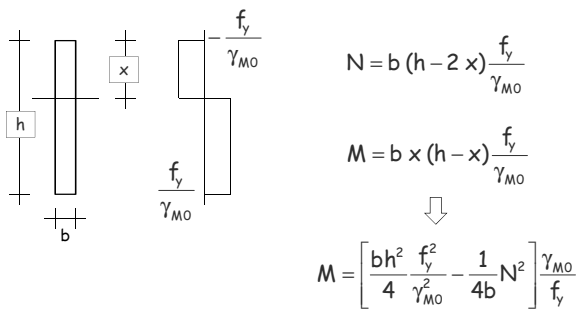 − f_y / γ_M0
x
h
f_y / γ_M0
b
N = b (h − 2 x) f_y / γ_M0
M = b x (h − x) f_y / γ_M0
M = [ bh² / 4 f_y² / γ_M0² − 1 / 4b N² ] γ_M0 / f_y